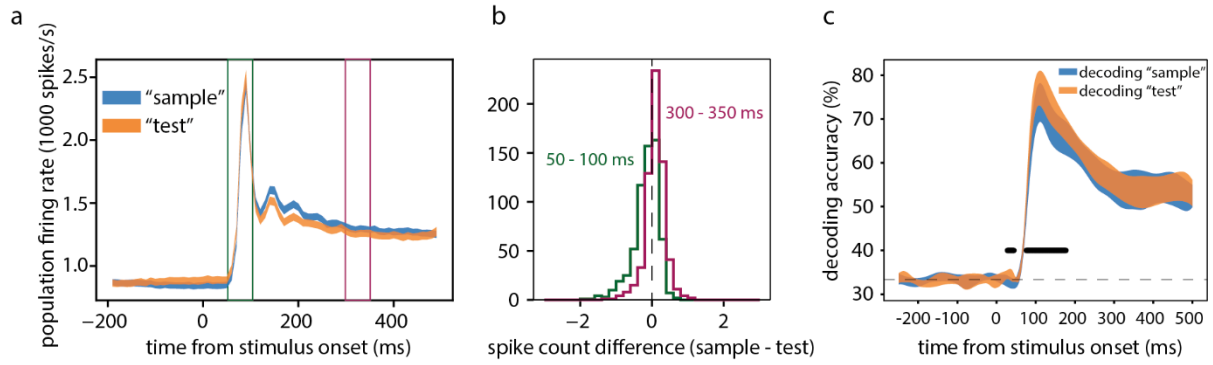 a
population firing rate (1000 spikes/s)
2.5
2.0
1.5
1.0
"sample"
"test"
−200
0
200
400
time from stimulus onset (ms)
b
200
150
100
50
0
50 - 100 ms
300 - 350 ms
−2
0
2
spike count difference (sample - test)
c
decoding accuracy (%)
80
70
60
50
40
30
decoding "sample"
decoding "test"
-200
-100
0
100
200
300
400
500
time from stimulus onset (ms)